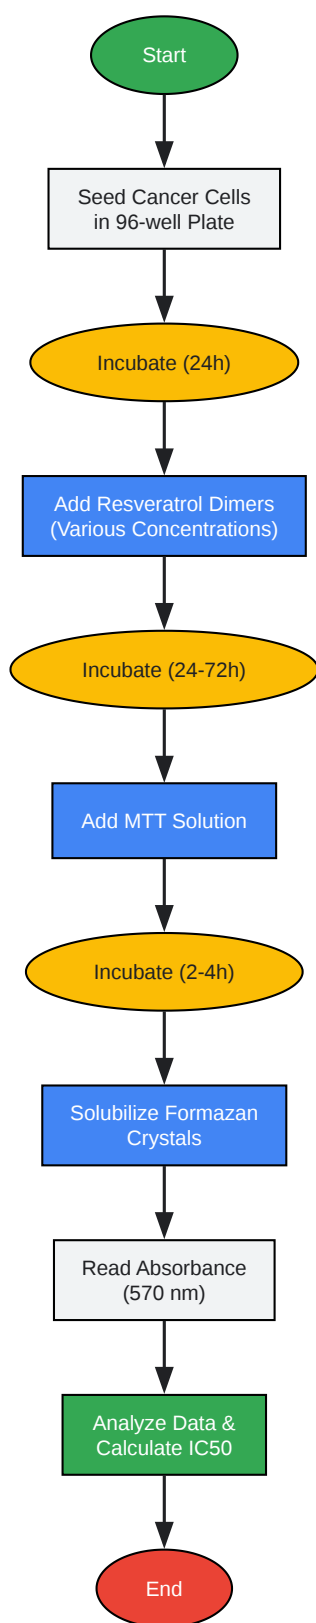 Start
Seed Cancer Cells
in 96-well Plate
Incubate (24h)
Add Resveratrol Dimers
(Various Concentrations)
Incubate (24-72h)
Add MTT Solution
Incubate (2-4h)
Solubilize Formazan
Crystals
Read Absorbance
(570 nm)
Analyze Data &
Calculate IC50
End